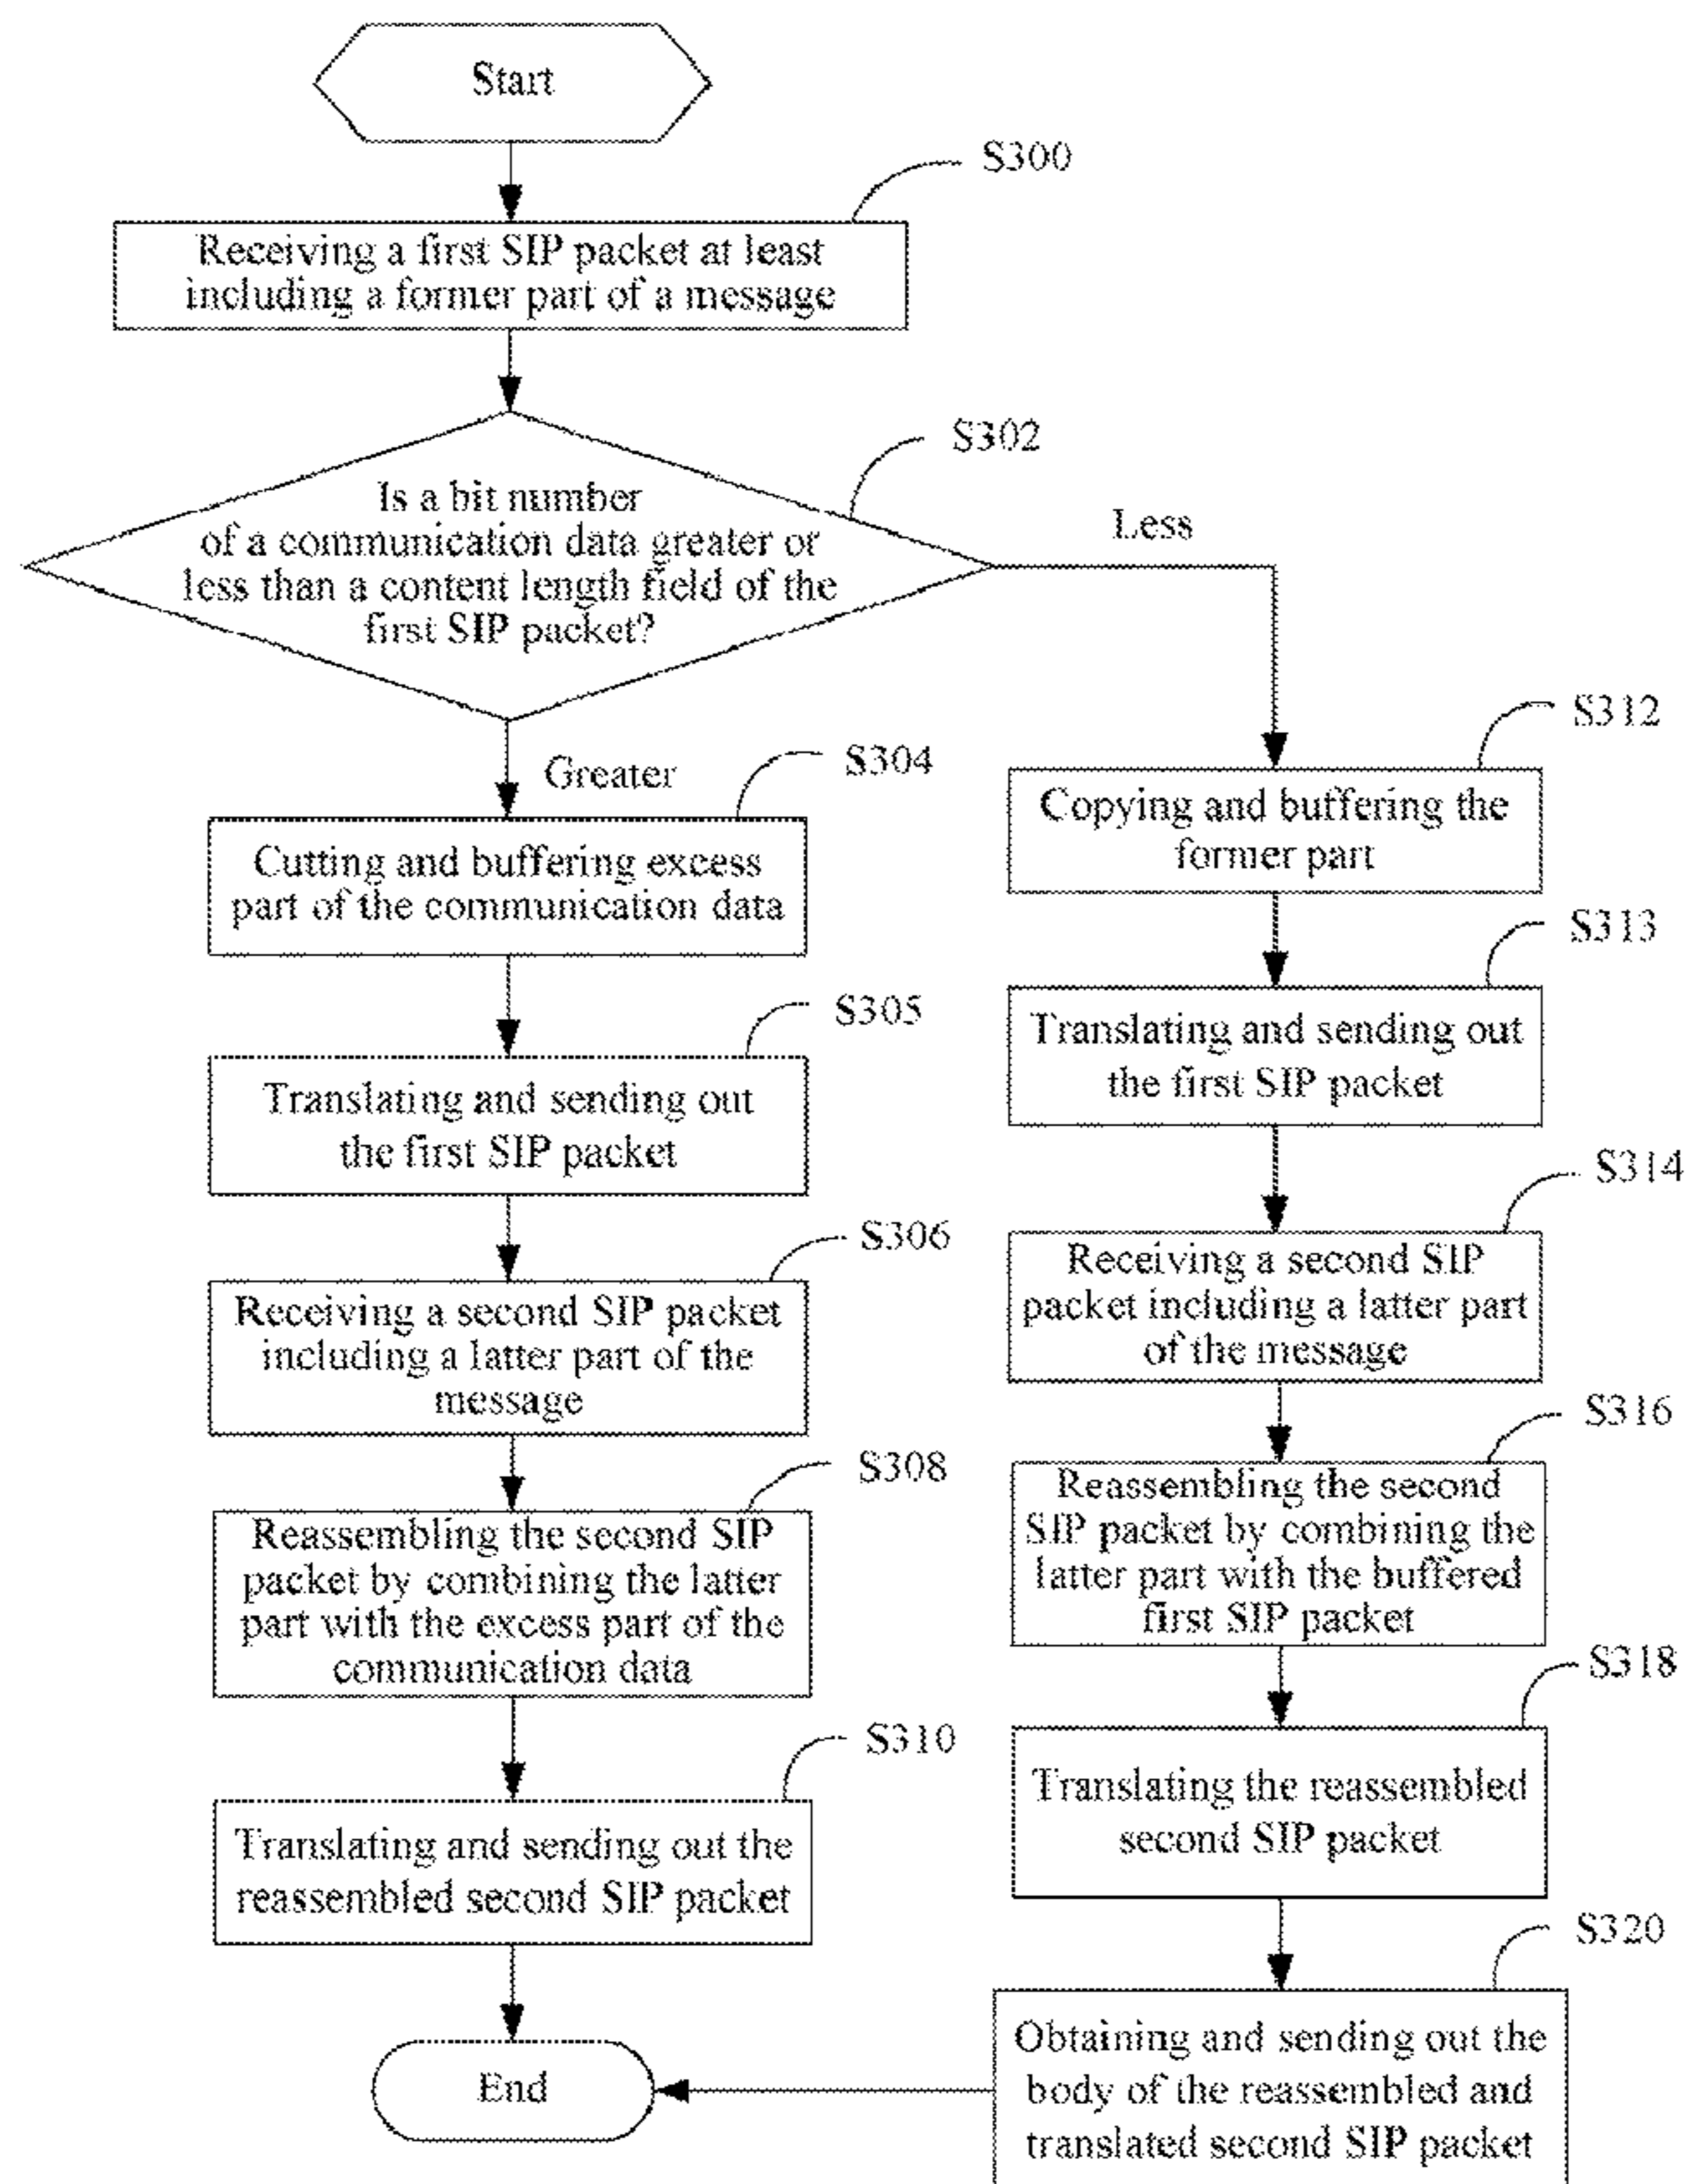 Start
S300
Receiving a first SIP packet at least
including a former part of a message
S302
Is a bit number
of a communication data greater or
less than a content length field of the
first SIP packet?
Less
Greater
S304
Cutting and buffering excess
part of the communication data
S305
Translating and sending out
the first SIP packet
S306
Receiving a second SIP packet
including a latter part of the
message
S308
Reassembling the second SIP
packet by combining the latter
part with the excess part of the
communication data
S310
Translating and sending out the
reassembled second SIP packet
End
S312
Copying and buffering the
former part
S313
Translating and sending out
the first SIP packet
S314
Receiving a second SIP
packet including a latter part
of the message
S316
Reassembling the second
SIP packet by combining the
latter part with the buffered
first SIP packet
S318
Translating the reassembled
second SIP packet
S320
Obtaining and sending out the
body of the reassembled and
translated second SIP packet